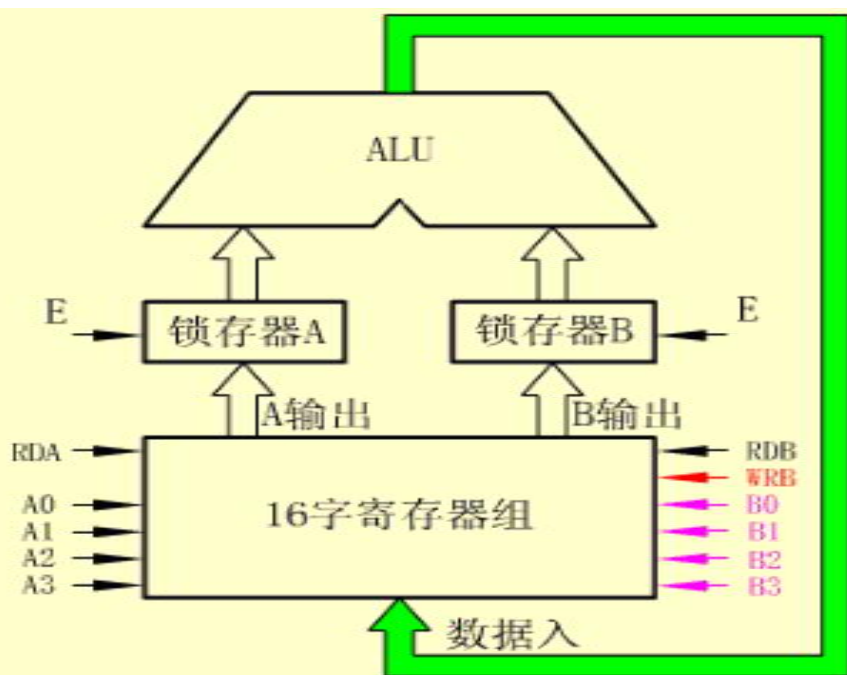 ALU
E
锁存器A
锁存器B
E
A输出
B输出
RDA
RDB
WRB
A0
16字寄存器组
B0
A1
B1
A2
B2
A3
B3
数据入